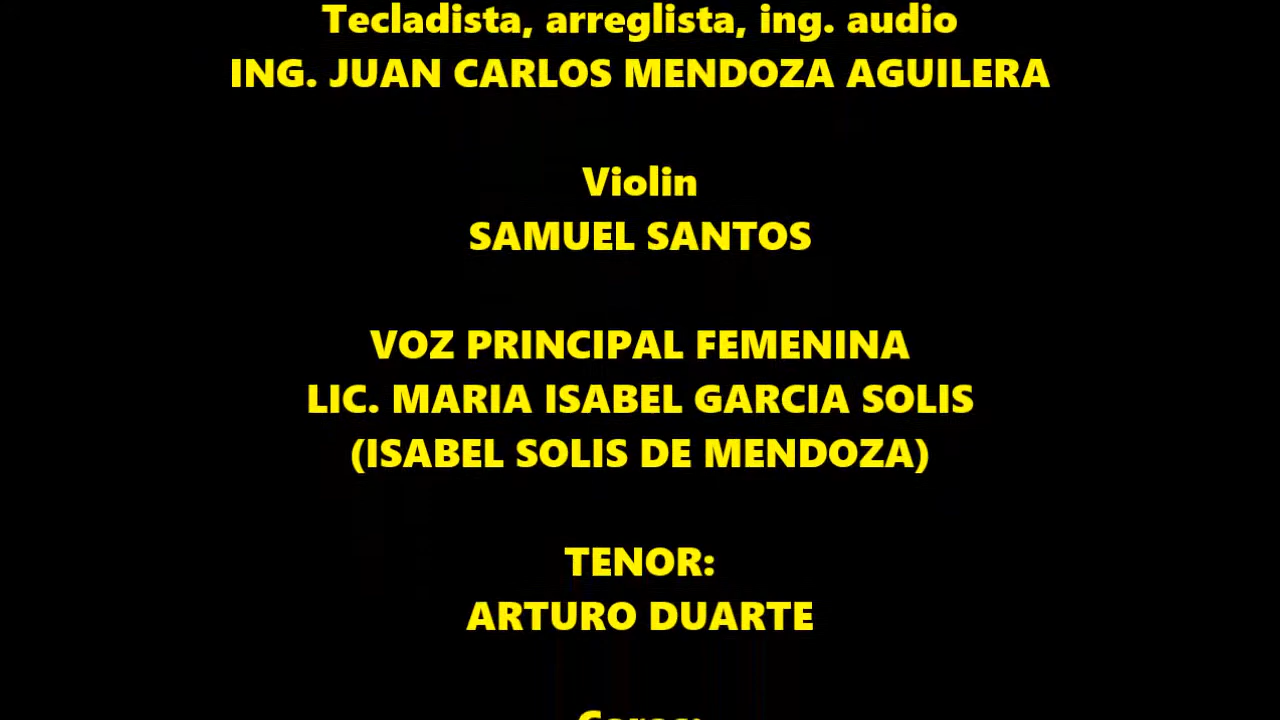 Tecladista, arreglista, ing. audio
ING. JUAN CARLOS MENDOZA AGUILERA
Violin
SAMUEL SANTOS
VOZ PRINCIPAL FEMENINA
LIC. MARIA ISABEL GARCIA SOLIS
(ISABEL SOLIS DE MENDOZA)
TENOR:
ARTURO DUARTE